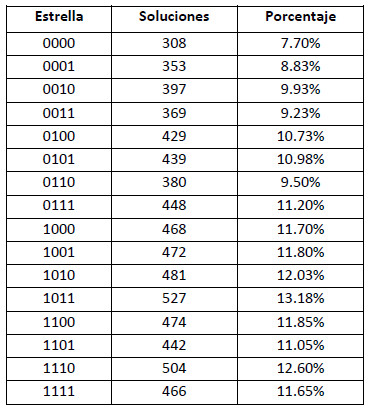 Estrella Soluciones Porcentaje
0000 308 7.70%
0001 353 8.83%
0010 397 9.93%
0011 369 9.23%
0100 429 10.73%
0101 439 10.98%
0110 380 9.50%
0111 448 11.20%
1000 468 11.70%
1001 472 11.80%
1010 481 12.03%
1011 527 13.18%
1100 474 11.85%
1101 442 11.05%
1110 504 12.60%
1111 466 11.65%